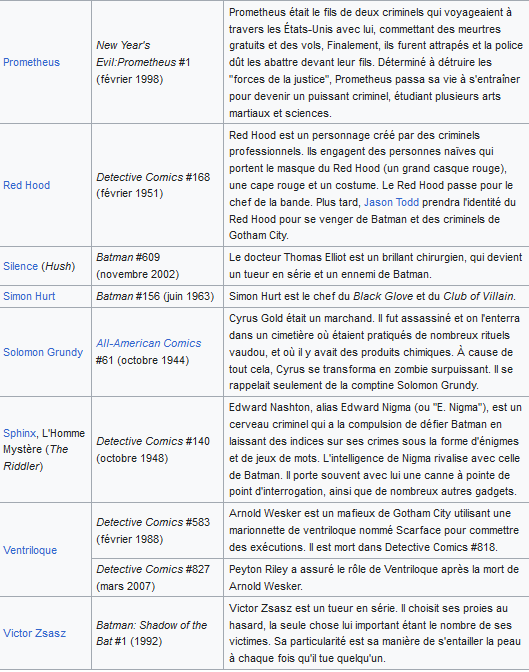 Prometheus
New Year's
Evil:Prometheus #1
(février 1998)
Prometheus était le fils de deux criminels qui voyageaient à
travers les États-Unis avec lui, commettant des meurtres
gratuits et des vols, Finalement, ils furent attrapés et la police
dût les abattre devant leur fils. Déterminé à détruire les
"forces de la justice", Prometheus passa sa vie à s'entraîner
pour devenir un puissant criminel, étudiant plusieurs arts
martiaux et sciences.
Red Hood
Detective Comics #168
(février 1951)
Red Hood est un personnage créé par des criminels
professionnels. Ils engagent des personnes naïves qui
portent le masque du Red Hood (un grand casque rouge),
une cape rouge et un costume. Le Red Hood passe pour le
chef de la bande. Plus tard, Jason Todd prendra l'identité du
Red Hood pour se venger de Batman et des criminels de
Gotham City.
Silence (Hush)
Batman #609
(novembre 2002)
Le docteur Thomas Elliot est un brillant chirurgien, qui devient
un tueur en série et un ennemi de Batman.
Simon Hurt
Batman #156 (juin 1963)
Simon Hurt est le chef du Black Glove et du Club of Villain.
Solomon Grundy
All-American Comics
#61 (octobre 1944)
Cyrus Gold était un marchand. Il fut assassiné et on l'enterra
dans un cimetière où étaient pratiqués de nombreux rituels
vaudou, et où il y avait des produits chimiques. À cause de
tout cela, Cyrus se transforma en zombie surpuissant. Il se
rappelait seulement de la comptine Solomon Grundy.
Sphinx, L'Homme
Mystère (The
Riddler)
Detective Comics #140
(octobre 1948)
Edward Nashton, alias Edward Nigma (ou "E. Nigma"), est un
cerveau criminel qui a la compulsion de défier Batman en
laissant des indices sur ses crimes sous la forme d'énigmes
et de jeux de mots. L'intelligence de Nigma rivalise avec celle
de Batman. Il porte souvent avec lui une canne à pointe de
point d'interrogation, ainsi que de nombreux autres gadgets.
Ventriloque
Detective Comics #583
(février 1988)
Arnold Wesker est un mafieux de Gotham City utilisant une
marionnette de ventriloque nommé Scarface pour commettre
des exécutions. Il est mort dans Detective Comics #818.
Detective Comics #827
(mars 2007)
Peyton Riley a assuré le rôle de Ventriloque après la mort de
Arnold Wesker.
Victor Zsasz
Batman: Shadow of the
Bat #1 (1992)
Victor Zsasz est un tueur en série. Il choisit ses proies au
hasard, la seule chose lui important étant le nombre de ses
victimes. Sa particularité est sa manière de s'entailler la peau
à chaque fois qu'il tue quelqu'un.